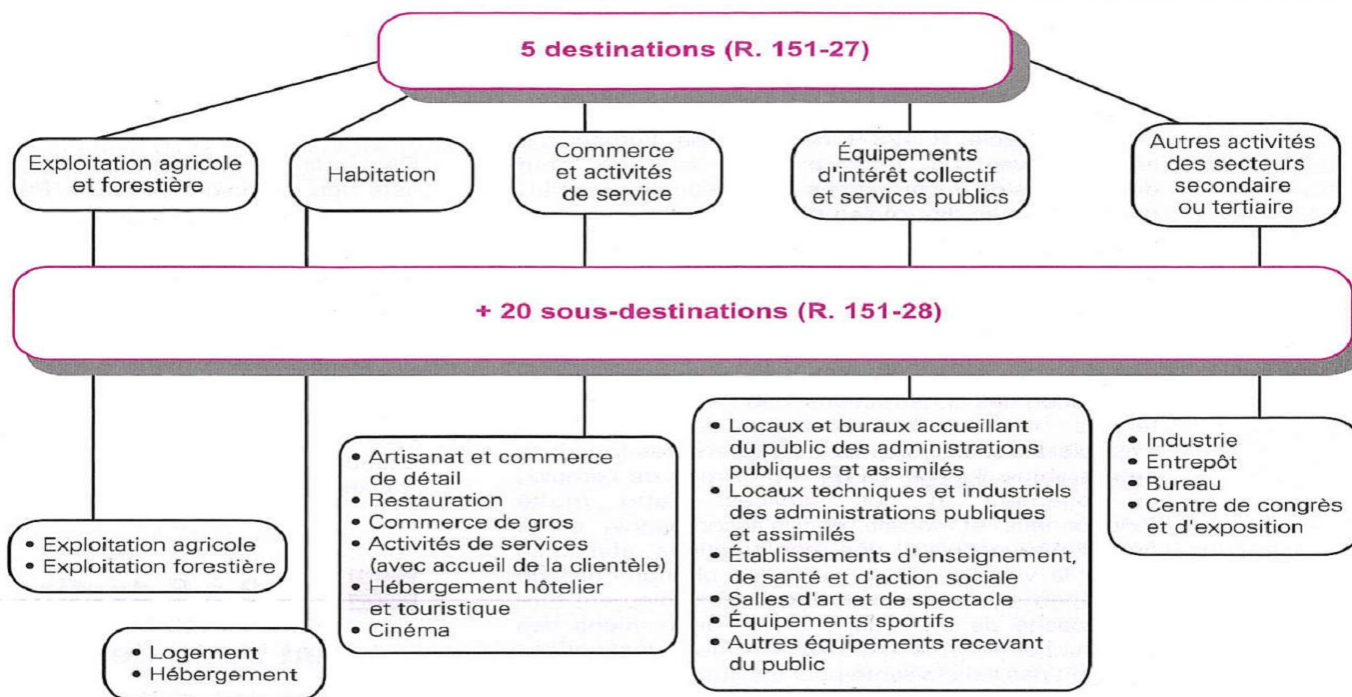 5 destinations (R. 151-27)
Exploitation agricole
et forestière
Habitation
Commerce
et activités
de service
Équipements
d'intérêt collectif
et services publics
Autres activités
des secteurs
secondaire
ou tertiaire
+ 20 sous-destinations (R. 151-28)
• Exploitation agricole
• Exploitation forestière
• Logement
• Hébergement
• Artisanat et commerce
de détail
• Restauration
• Commerce de gros
• Activités de services
(avec accueil de la clientèle)
• Hébergement hôtelier
et touristique
• Cinéma
• Locaux et buraux accueillant
du public des administrations
publiques et assimilés
• Locaux techniques et industriels
des administrations publiques
et assimilés
• Établissements d'enseignment,
de santé et d'action sociale
• Salles d'art et de spectacle
• Équipements sportifs
• Autres équipements recevant
du public
• Industrie
• Entrepôt
• Bureau
• Centre de congrès
et d'exposition